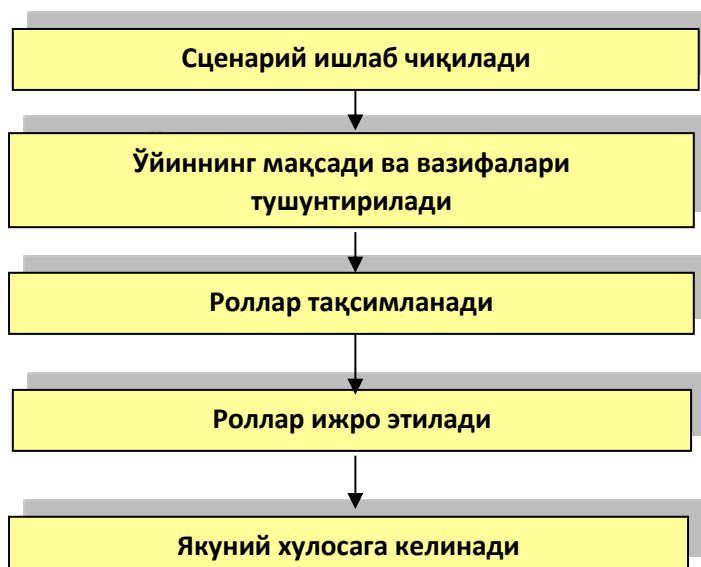 Сценарий ишлаб чиқилади
Ўйиннинг мақсади ва вазифалари
тушунтирилади
Роллар тақсимланади
Роллар ижро этилади
Якуний хулосага келинади